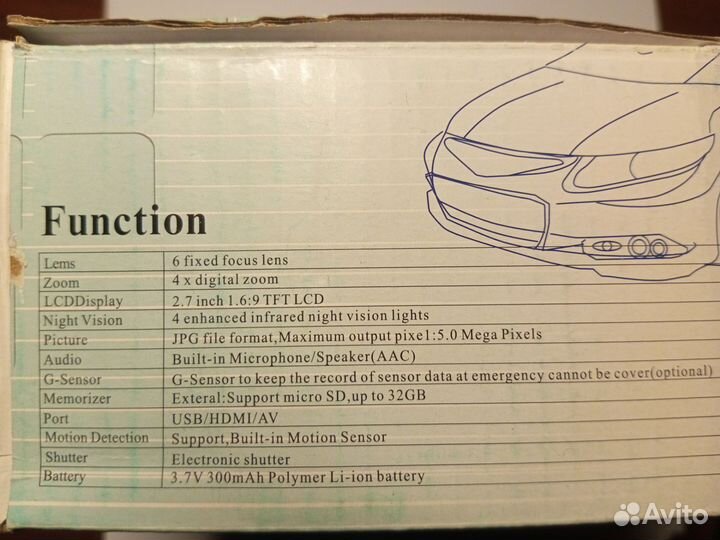 Function
Lems 6 fixed focus lens
Zoom 4 x digital zoom
LCDDisplay 2.7 inch 1.6:9 TFT LCD
Night Vision 4 enhanced infrared night vision lights
Picture JPG file format,Maximum output pixel:5.0 Mega Pixels
Audio Built-in Microphone/Speaker(AAC)
G-Sensor G-Sensor to keep the record of sensor data at emergency cannot be cover(optional)
Memorizer Exteral:Support micro SD,up to 32GB
Port USB/HDMI/AV
Motion Detection Support,Built-in Motion Sensor
Shutter Electronic shutter
Battery 3.7V 300mAh Polymer Li-ion battery
Avito